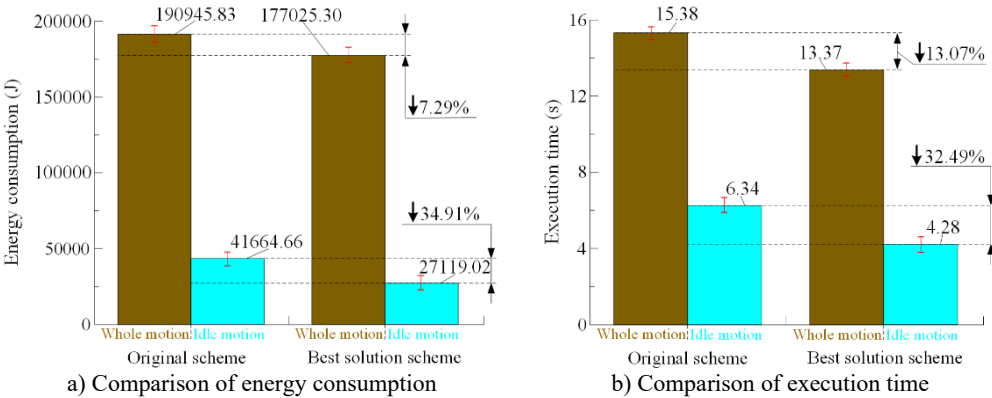 Energy consumption (J)
200000
150000
100000
50000
0
190945.83
177025.30
↓7.29%
↓34.91%
41664.66
27119.02
Whole motion Idle motion
Whole motion Idle motion
Original scheme
Best solution scheme
a) Comparison of energy consumption
Execution time (s)
16
12
8
4
0
15.38
13.37
↓13.07%
↓32.49%
6.34
4.28
Whole motion Idle motion
Whole motion Idle motion
Original scheme
Best solution scheme
b) Comparison of execution time